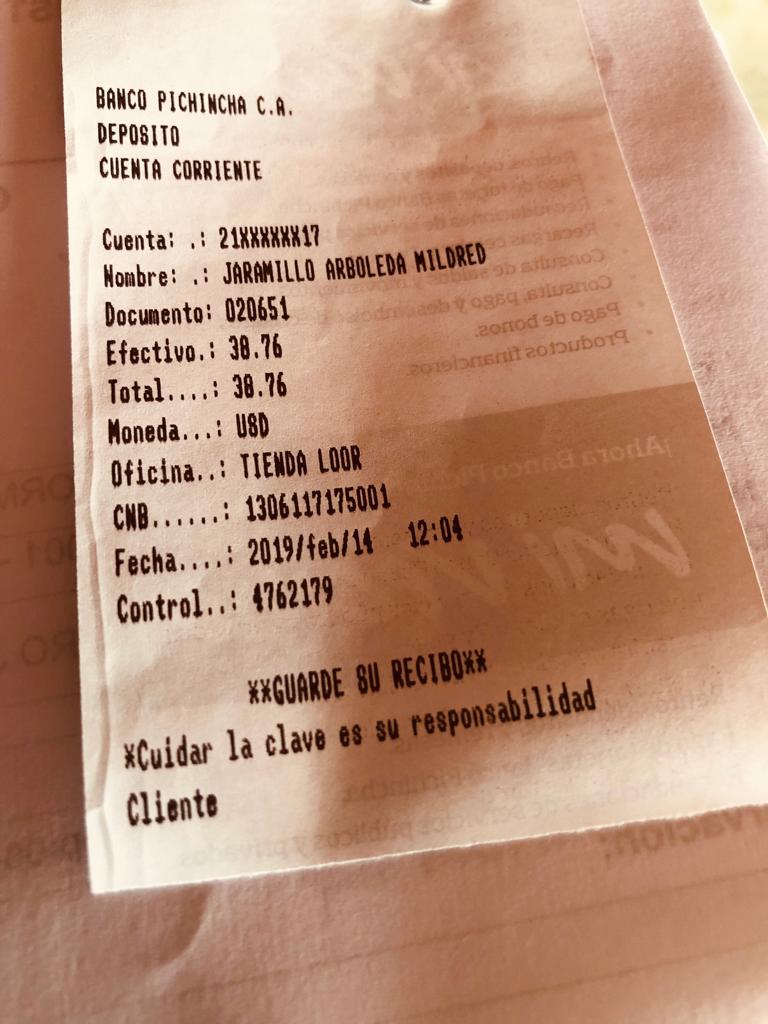 BANCO PICHINCHA C.A.
DEPOSITO
CUENTA CORRIENTE
Cuenta: .: 21XXXXXX17
Nombre: .: JARAMILLO ARBOLEDA MILDRED
Documento: 020651
Efectivo.: 38.76
Total....: 38.76
Moneda...: USD
Oficina..: TIENDA LOOR
CNB......: 1306117175001
Fecha....: 2019/feb/14 12:04
Control..: 4762179
**GUARDE SU RECIBO**
*Cuidar la clave es su responsabilidad
Cliente